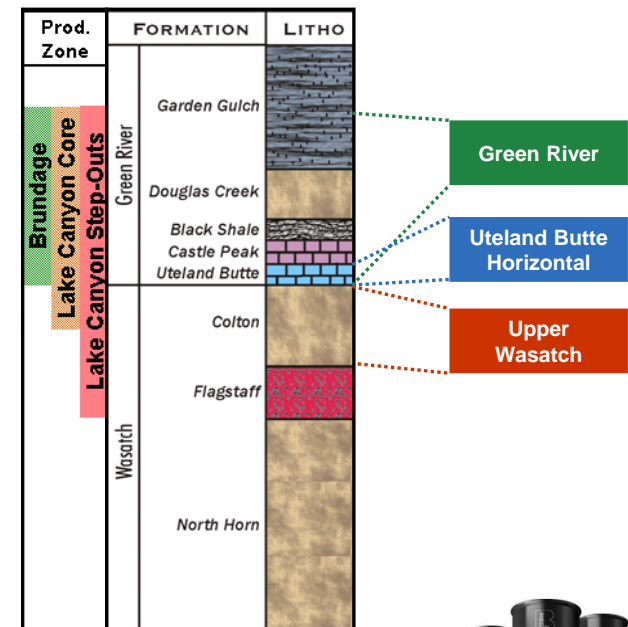 Prod.
Zone
FORMATION
LITHO
Brundage
Lake Canyon Core
Lake Canyon Step-Outs
Green River
Garden Gulch
Douglas Creek
Black Shale
Castle Peak
Uteland Butte
Wasatch
Colton
Flagstaff
North Horn
Green River
Uteland Butte
Horizontal
Upper
Wasatch
B